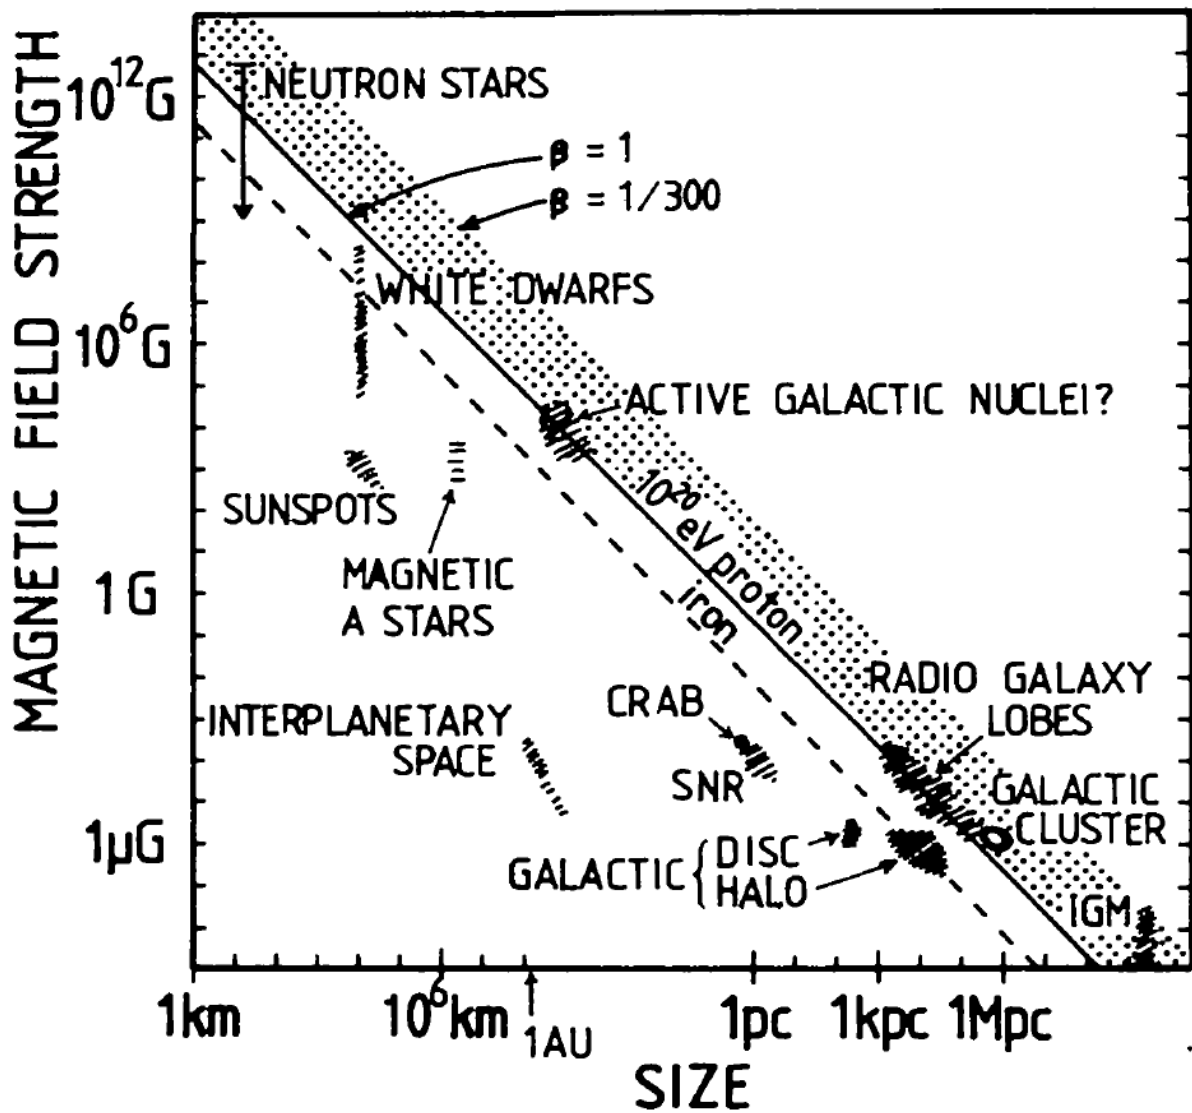 MAGNETIC FIELD STRENGTH
10¹²G
10⁶G
1G
1μG
NEUTRON STARS
β = 1
β = 1/300
WHITE DWARFS
ACTIVE GALACTIC NUCLEI?
10²⁰ eV proton
iron
SUNSPOTS
MAGNETIC
A STARS
RADIO GALAXY
LOBES
CRAB
INTERPLANETARY
SPACE
SNR
GALACTIC
CLUSTER
GALACTIC { DISC
HALO
IGM
1km
10⁶km
1AU
1pc
1kpc
1Mpc
SIZE